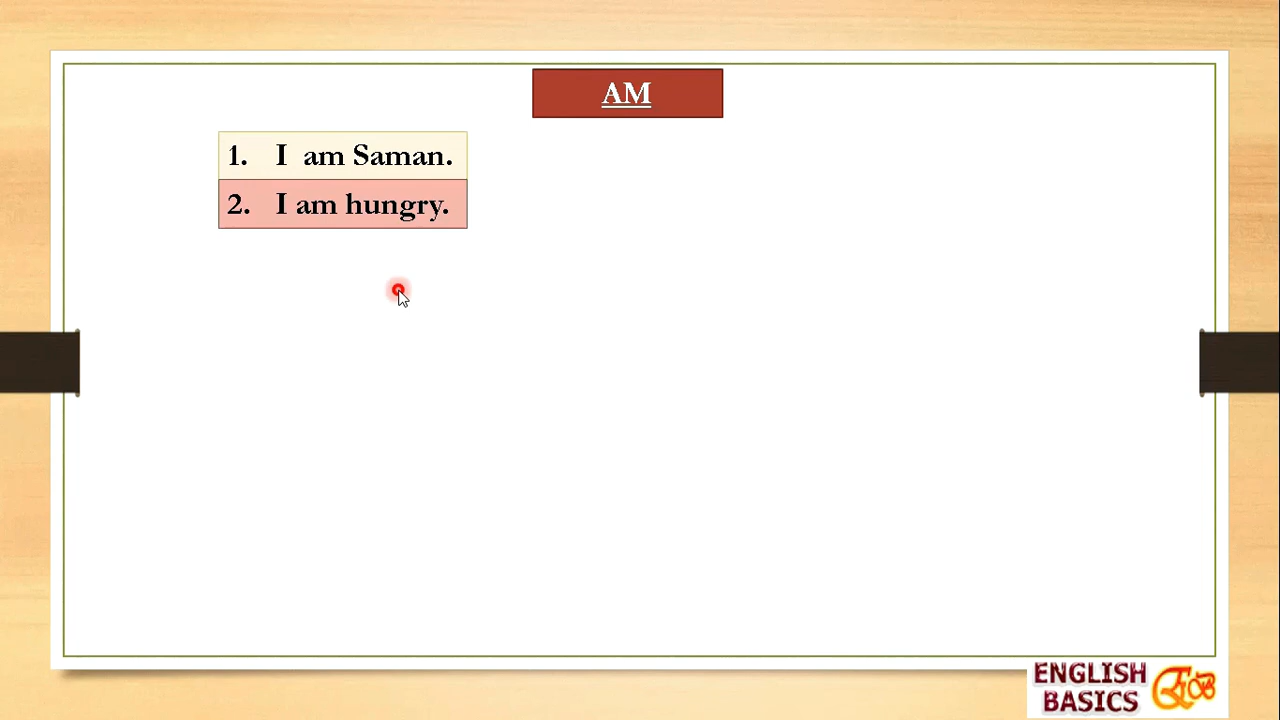 AM
1. I am Saman.
2. I am hungry.
ENGLISH
BASICS